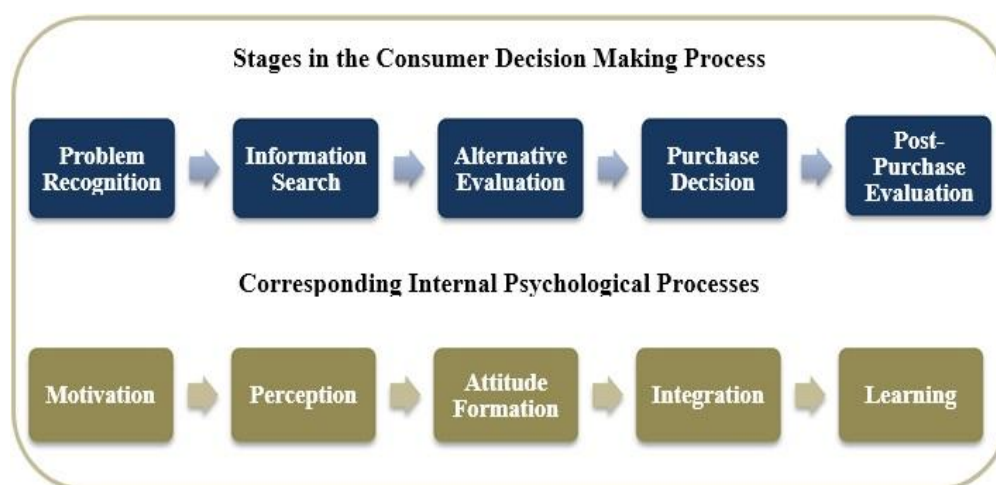 Stages in the Consumer Decision Making Process
Problem
Recognition
Information
Search
Alternative
Evaluation
Purchase
Decision
Post-
Purchase
Evaluation
Corresponding Internal Psychological Processes
Motivation
Perception
Attitude
Formation
Integration
Learning